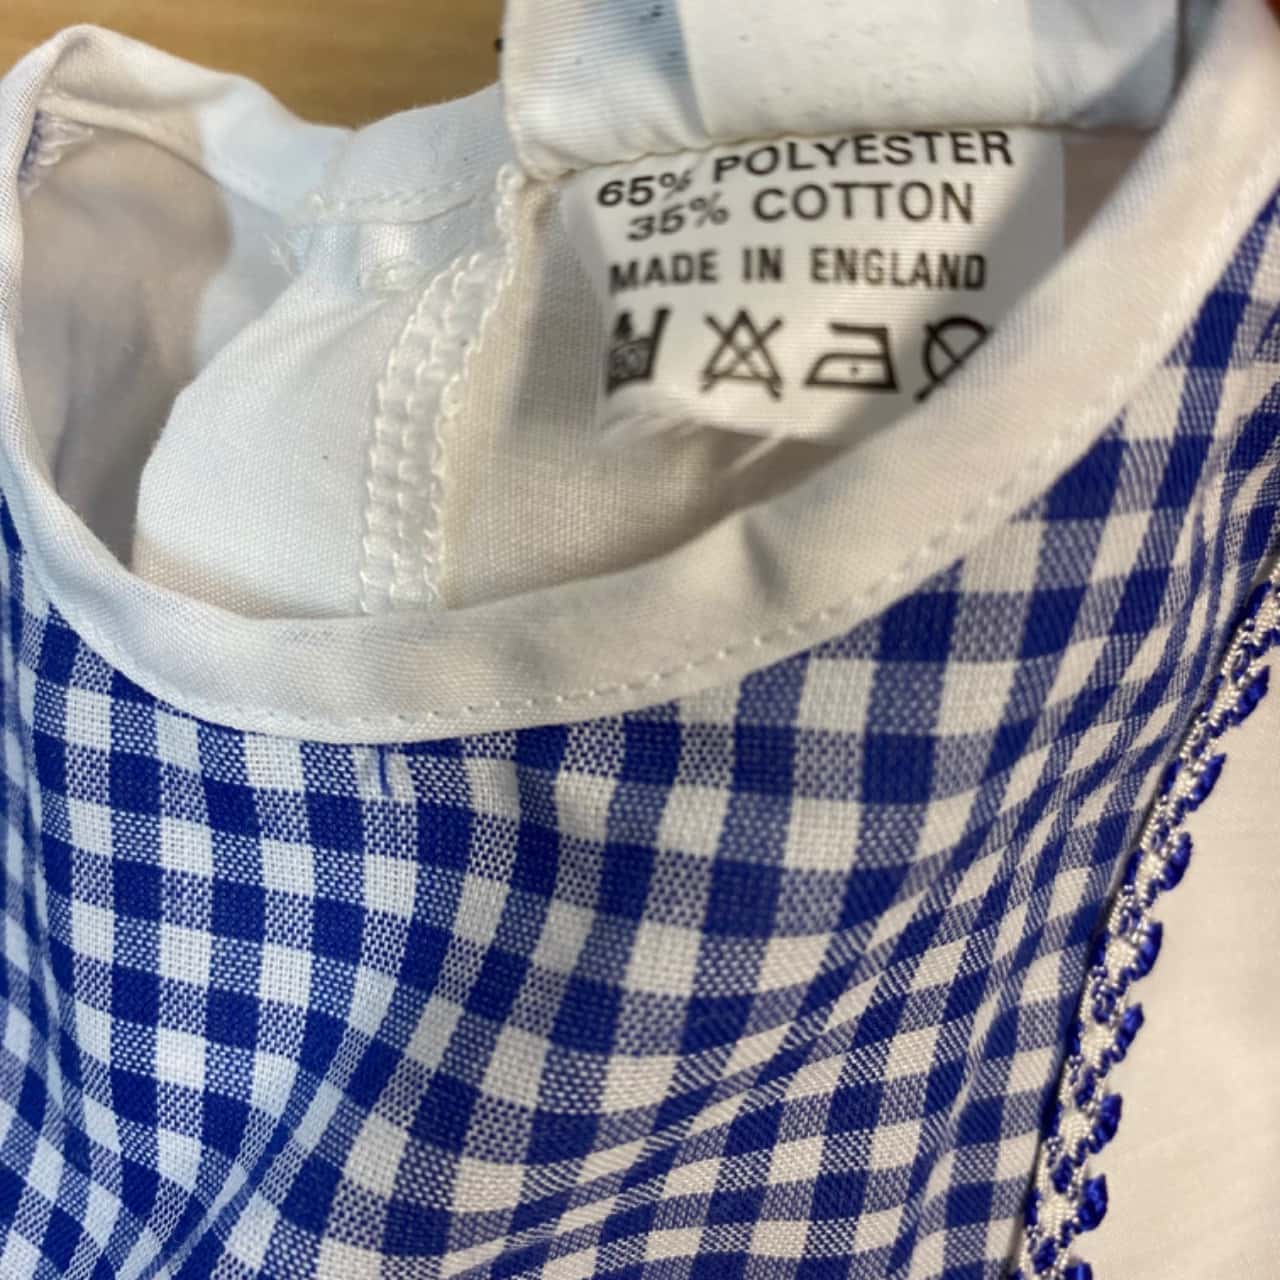 65% POLYESTER
35% COTTON
MADE IN ENGLAND